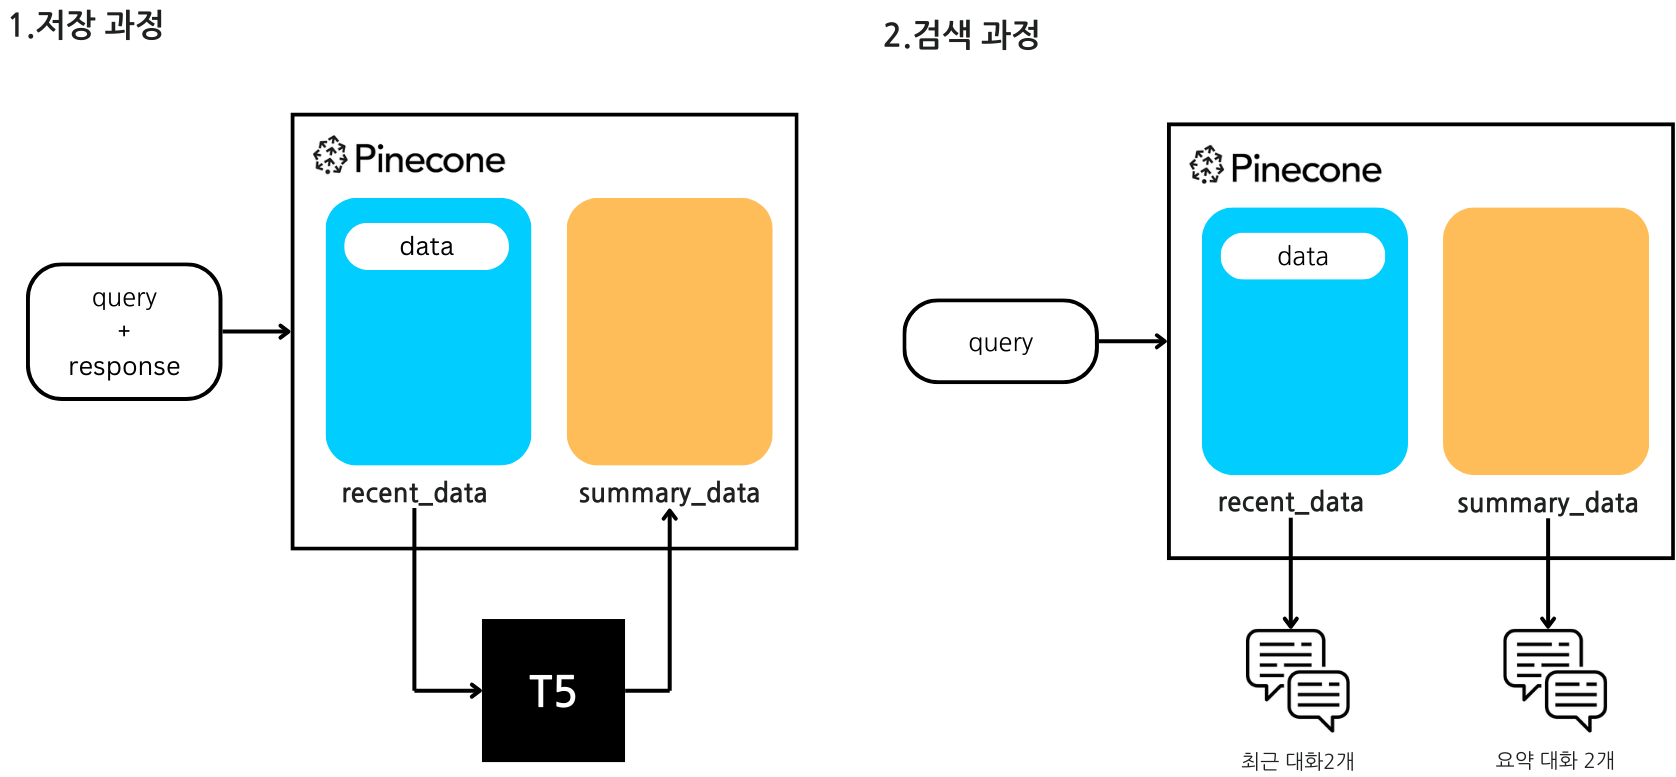 1.저장 과정
Pinecone
data
query
+
response
recent_data
summary_data
T5
2.검색 과정
Pinecone
data
query
recent_data
summary_data
최근 대화2개
요약 대화 2개